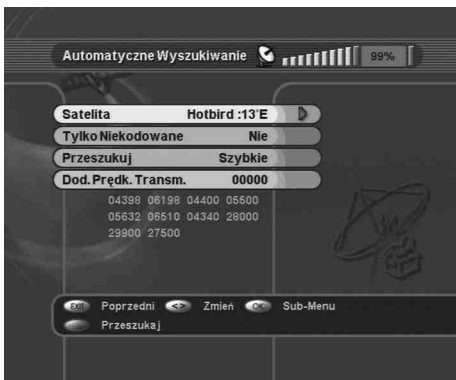 Automatyczne Wyszukiwanie 99%
Satelita Hotbird :13°E
Tylko Niekodowane Nie
Przeszukuj Szybkie
Dod. Prędk. Transm. 00000
04398 06198 04400 05500
05632 06510 04340 28000
29900 27500
EXIT Poprzedni <> Zmień OK Sub-Menu
Przeszukaj